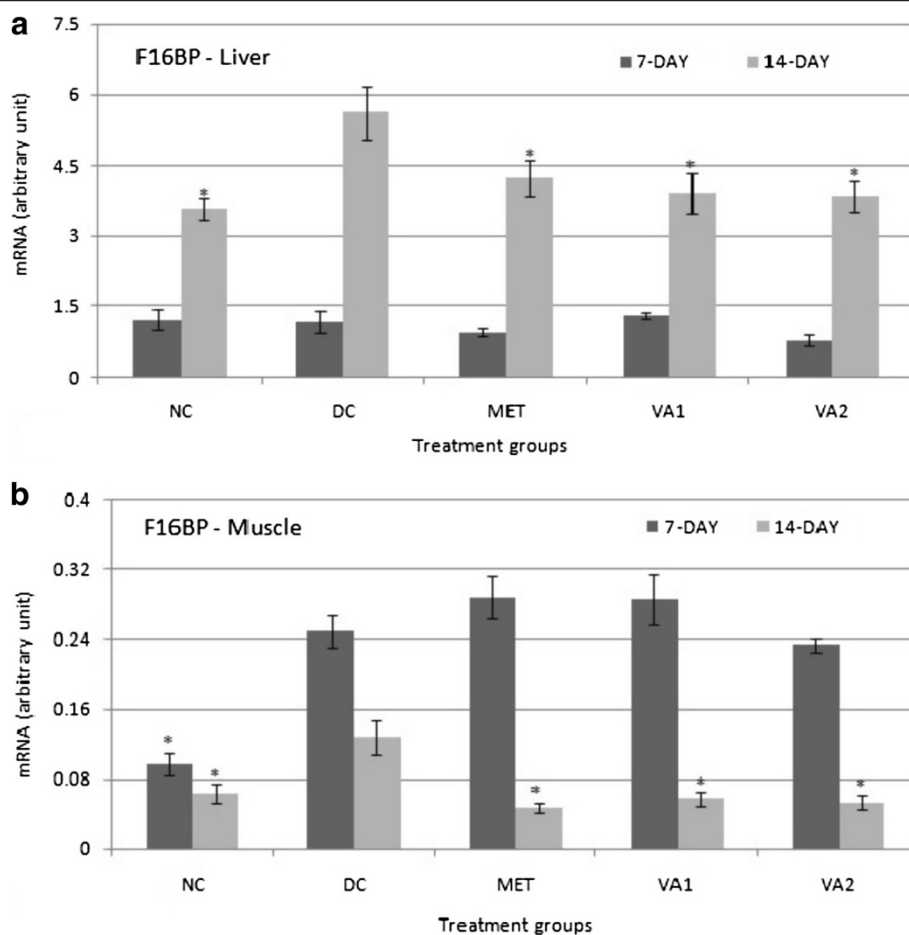 a
7.5
F16BP - Liver
7-DAY
14-DAY
6
4.5
3
1.5
0
mRNA (arbitrary unit)
*
*
*
*
NC
DC
MET
VA1
VA2
Treatment groups
b
0.4
F16BP - Muscle
7-DAY
14-DAY
0.32
0.24
0.16
0.08
0
mRNA (arbitrary unit)
*
*
*
*
*
NC
DC
MET
VA1
VA2
Treatment groups